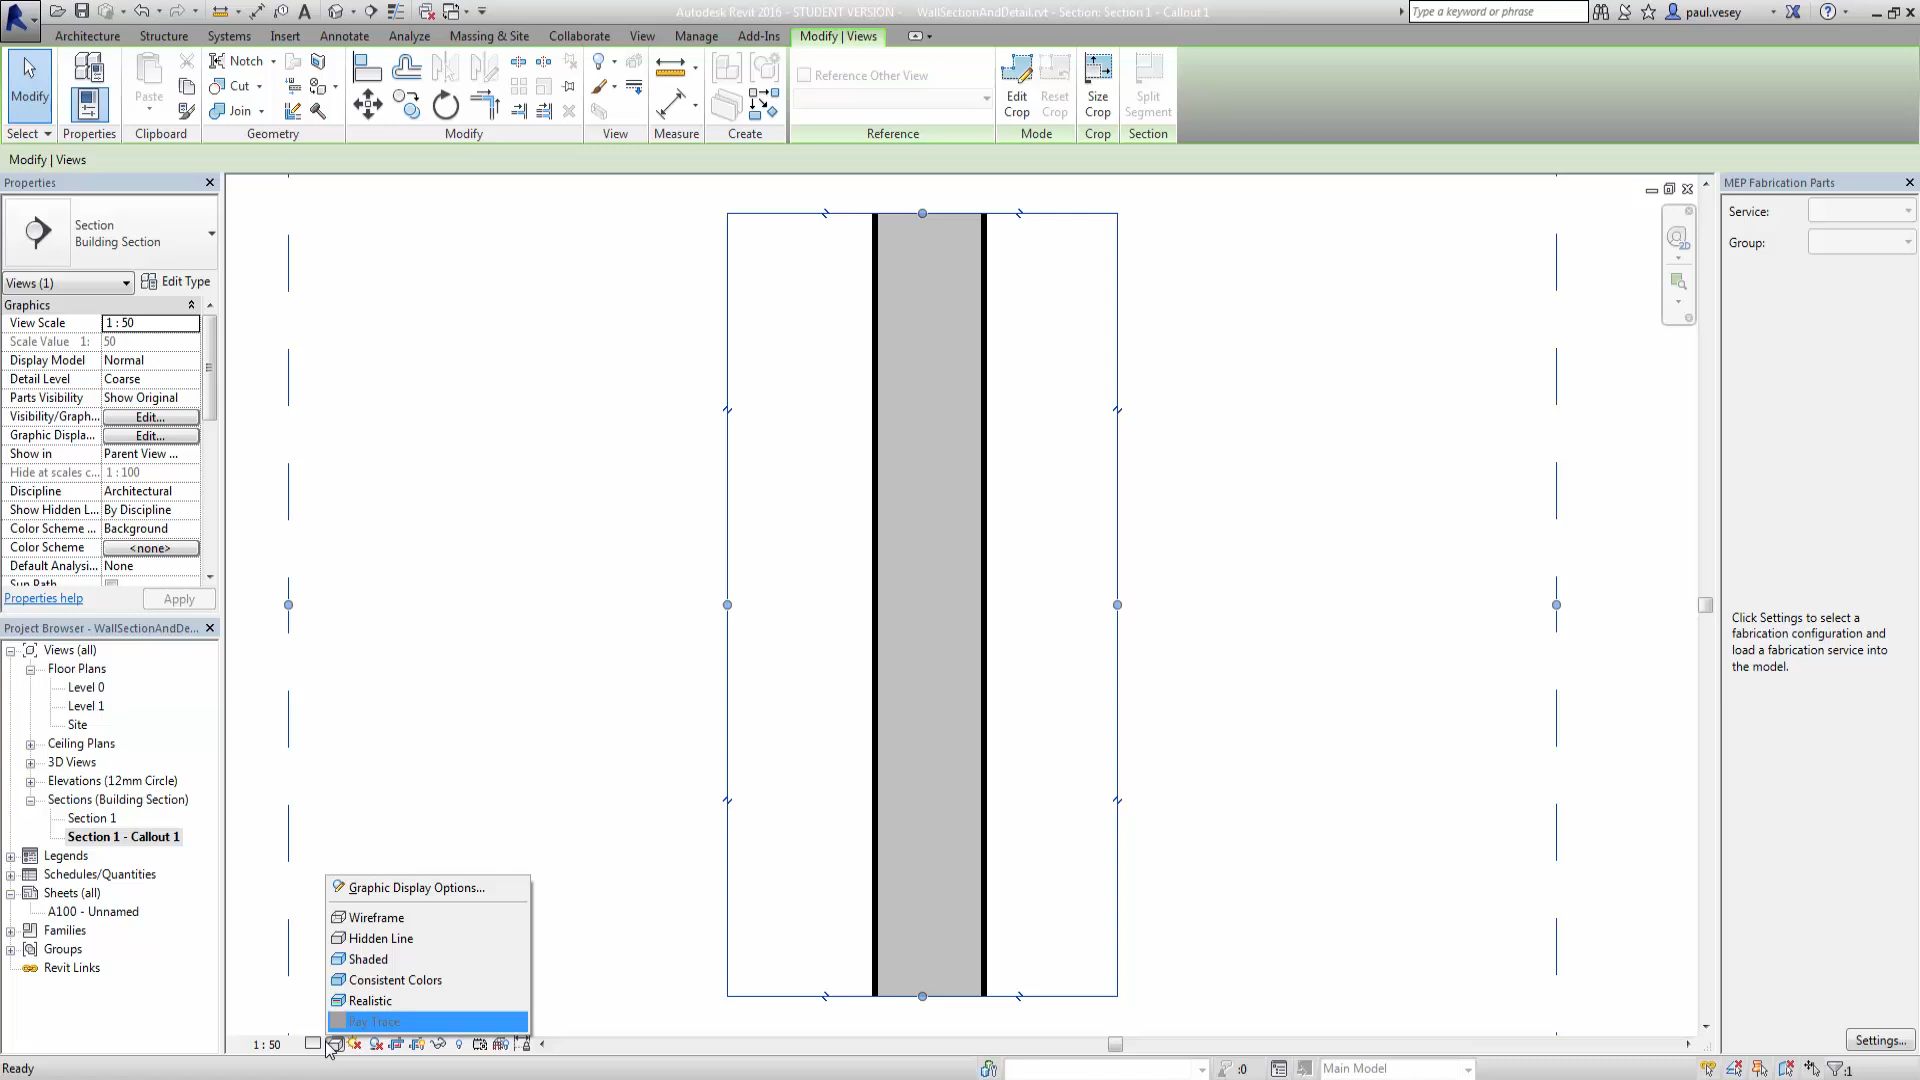 Autodesk Revit 2016 - STUDENT VERSION - WallSectionAndDetail.rvt - Section: Section 1 - Callout 1
Type a keyword or phrase
paul.vesey
Architecture Structure Systems Insert Annotate Analyze Massing & Site Collaborate View Manage Add-Ins Modify | Views
Modify
Paste
Notch
Cut
Join
Reference Other View
Edit Crop
Reset Crop
Size Crop
Split Segment
Select Properties Clipboard Geometry Modify View Measure Create Reference Mode Crop Section
Modify | Views
Properties
Section
Building Section
Views (1)
Edit Type
Graphics
View Scale 1 : 50
Scale Value 1: 50
Display Model Normal
Detail Level Coarse
Parts Visibility Show Original
Visibility/Graph... Edit...
Graphic Displa... Edit...
Show in Parent View ...
Hide at scales c... 1 : 100
Discipline Architectural
Show Hidden L... By Discipline
Color Scheme ... Background
Color Scheme <none>
Default Analysi... None
Sun Path
Properties help
Apply
Project Browser - WallSectionAndDe...
Views (all)
Floor Plans
Level 0
Level 1
Site
Ceiling Plans
3D Views
Elevations (12mm Circle)
Sections (Building Section)
Section 1
Section 1 - Callout 1
Legends
Schedules/Quantities
Sheets (all)
A100 - Unnamed
Families
Groups
Revit Links
Graphic Display Options...
Wireframe
Hidden Line
Shaded
Consistent Colors
Realistic
Ray Trace
1 : 50
2D
MEP Fabrication Parts
Service:
Group:
Click Settings to select a
fabrication configuration and
load a fabrication service into
the model.
Settings...
Ready
:0
Main Model
:1